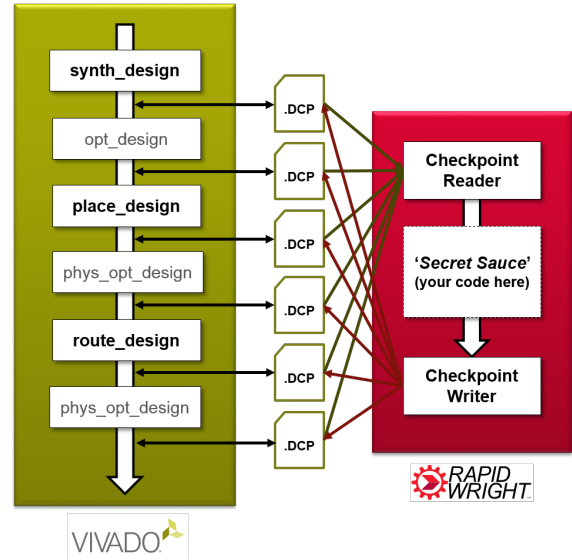 synth_design
.DCP
opt_design
.DCP
place_design
.DCP
phys_opt_design
.DCP
route_design
.DCP
phys_opt_design
.DCP
Checkpoint
Reader
‘Secret Sauce’
(your code here)
Checkpoint
Writer
VIVADO.
RAPID
WRIGHT™